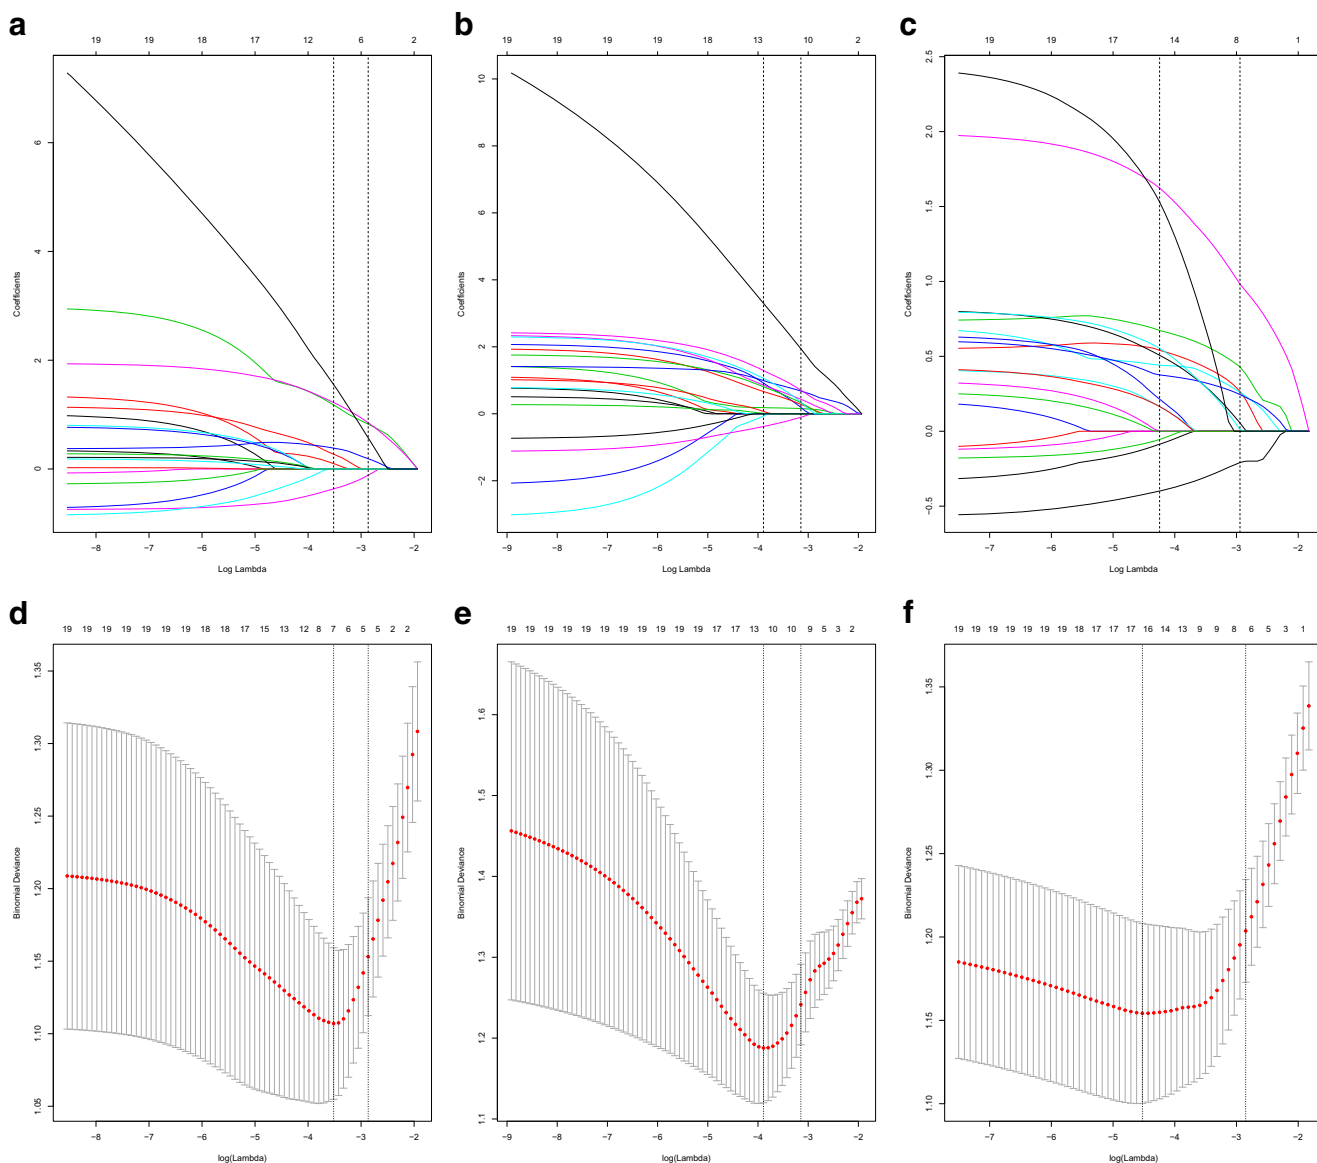 a
19 19 18 17 12 6 2
Coefficients
6
4
2
0
−8 −7 −6 −5 −4 −3 −2
Log Lambda
b
19 19 19 19 18 13 10 2
Coefficients
10
8
6
4
2
0
−2
−9 −8 −7 −6 −5 −4 −3 −2
Log Lambda
c
19 19 17 14 8 1
Coefficients
2.5
2.0
1.5
1.0
0.5
0.0
−0.5
−7 −6 −5 −4 −3 −2
Log Lambda
d
19 19 19 19 19 19 19 18 18 17 15 13 12 8 7 6 5 5 2 2
Binomial Deviance
1.35
1.30
1.25
1.20
1.15
1.10
1.05
−8 −7 −6 −5 −4 −3 −2
log(Lambda)
e
19 19 19 19 19 19 19 19 19 19 17 17 13 10 10 9 5 3 2
Binomial Deviance
1.6
1.5
1.4
1.3
1.2
1.1
−9 −8 −7 −6 −5 −4 −3 −2
log(Lambda)
f
19 19 19 19 19 19 18 17 17 17 16 14 13 9 9 8 6 5 3 1
Binomial Deviance
1.35
1.30
1.25
1.20
1.15
1.10
−7 −6 −5 −4 −3 −2
log(Lambda)